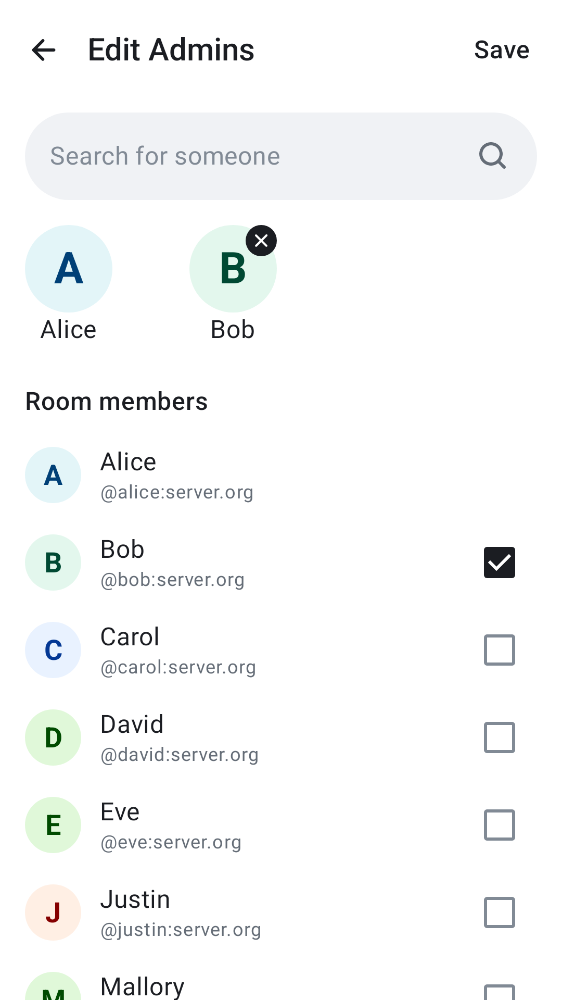 Edit Admins
Save
Search for someone
A
B
Alice
Bob
Room members
A
Alice
@alice:server.org
B
Bob
@bob:server.org
C
Carol
@carol:server.org
D
David
@david:server.org
E
Eve
@eve:server.org
J
Justin
@justin:server.org
M
Mallory